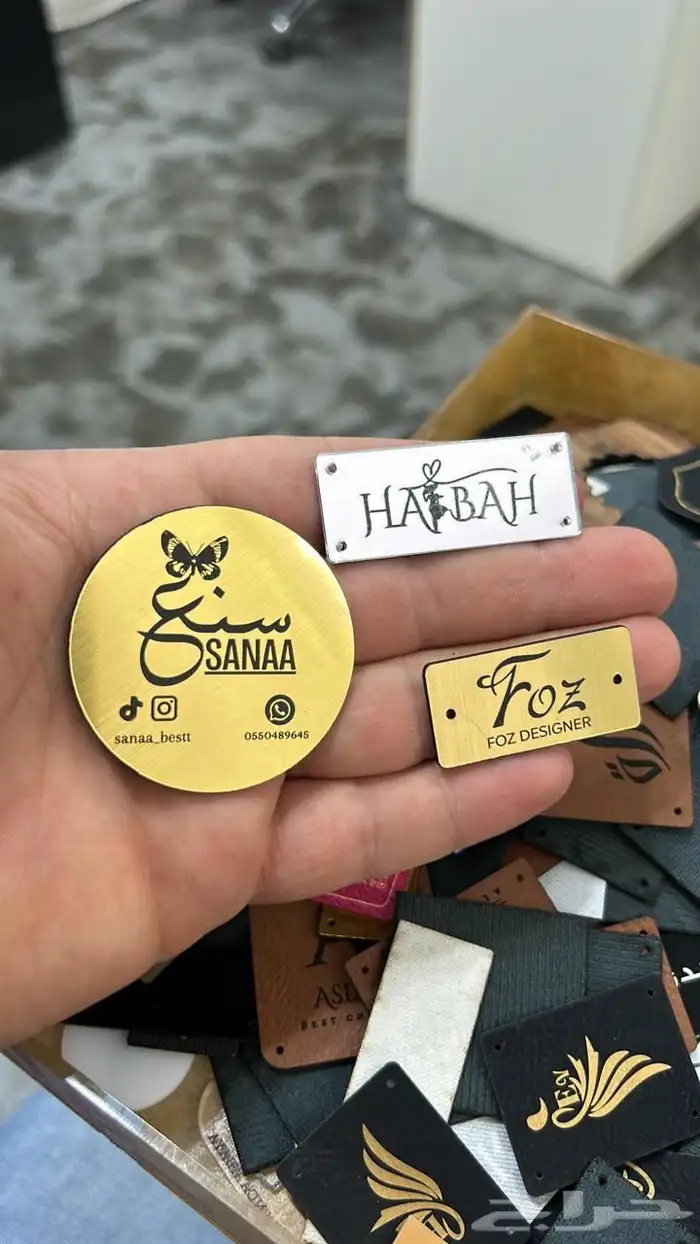 HAIBAH
سنع
SANAA
sanaa_bestt
0550489645
Foz
FOZ DESIGNER
حراج